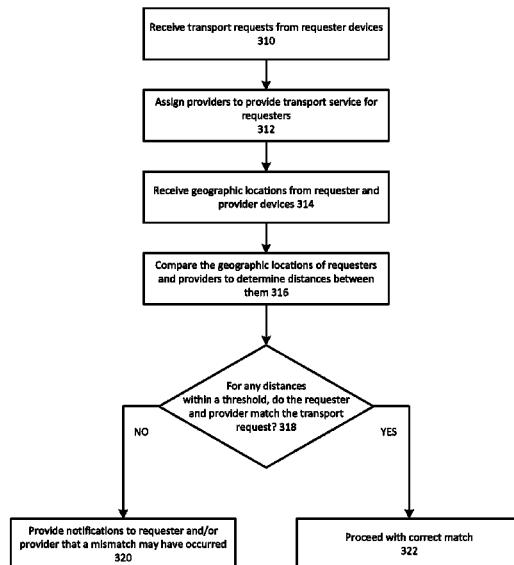 Receive transport requests from requester devices
310
Assign providers to provide transport service for
requesters
312
Receive geographic locations from requester and
provider devices 314
Compare the geographic locations of requesters
and providers to determine distances between
them 316
For any distances
within a threshold, do the requester
and provider match the transport
request? 318
NO
YES
Provide notifications to requester and/or
provider that a mismatch may have occurred
320
Proceed with correct match
322